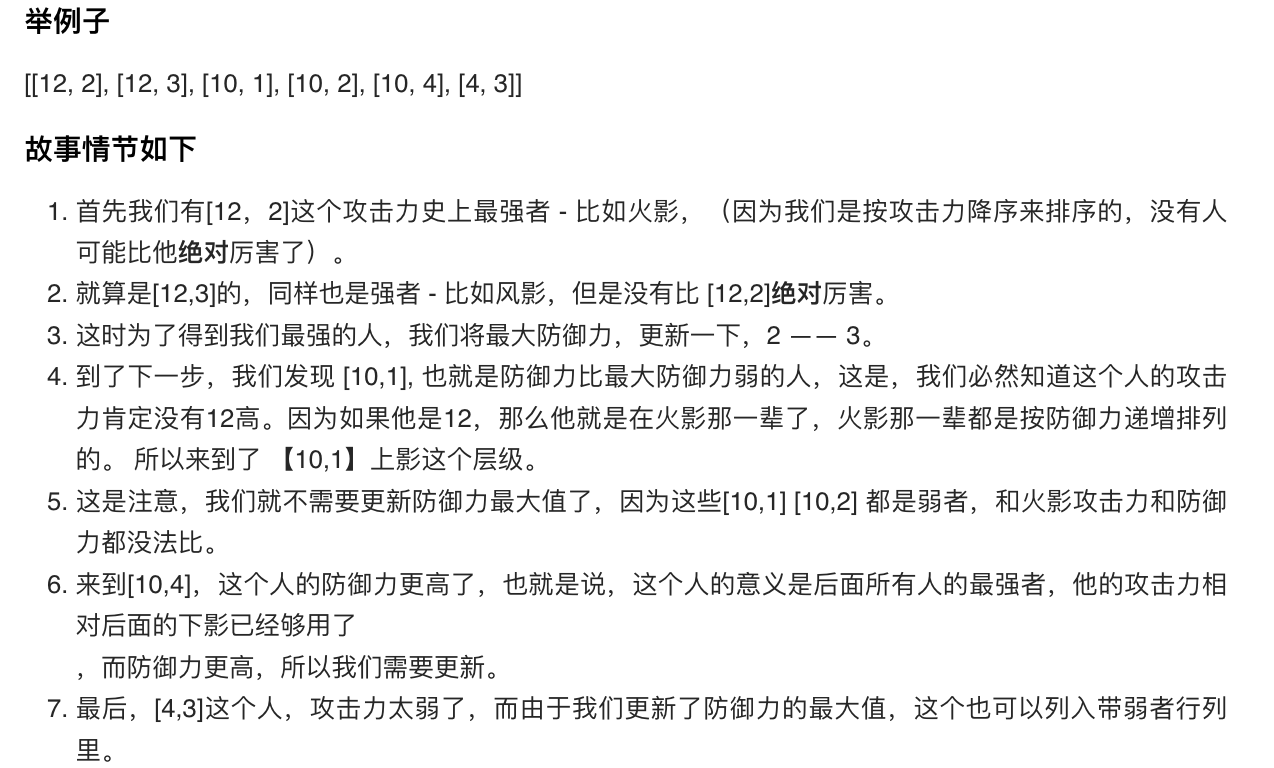 举例子
[[12, 2], [12, 3], [10, 1], [10, 2], [10, 4], [4, 3]]
故事情节如下
1. 首先我们有[12，2]这个攻击力史上最强者 - 比如火影，（因为我们是按攻击力降序来排序的，没有人
可能比他绝对厉害了）。
2. 就算是[12,3]的，同样也是强者 - 比如风影，但是没有比 [12,2]绝对厉害。
3. 这时为了得到我们最强的人，我们将最大防御力，更新一下，2 —— 3。
4. 到了下一步，我们发现 [10,1], 也就是防御力比最大防御力弱的人，这是，我们必然知道这个人的攻击
力肯定没有12高。因为如果他是12，那么他就是在火影那一辈了，火影那一辈都是按防御力递增排列
的。 所以来到了 【10,1】上影这个层级。
5. 这是注意，我们就不需要更新防御力最大值了，因为这些[10,1] [10,2] 都是弱者，和火影攻击力和防御
力都没法比。
6. 来到[10,4]，这个人的防御力更高了，也就是说，这个人的意义是后面所有人的最强者，他的攻击力相
对后面的下影已经够用了
，而防御力更高，所以我们需要更新。
7. 最后，[4,3]这个人，攻击力太弱了，而由于我们更新了防御力的最大值，这个也可以列入带弱者行列
里。